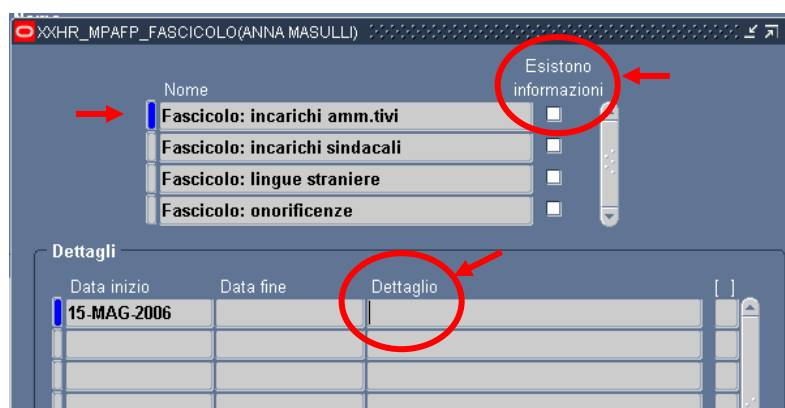 XXHR_MPAFP_FASCICOLO(ANNA MASULLI)
Esistono
Nome informazioni
Fascicolo: incarichi amm.tivi
Fascicolo: incarichi sindacali
Fascicolo: lingue straniere
Fascicolo: onorificenze
Dettagli
Data inizio Data fine Dettaglio [ ]
15-MAG-2006